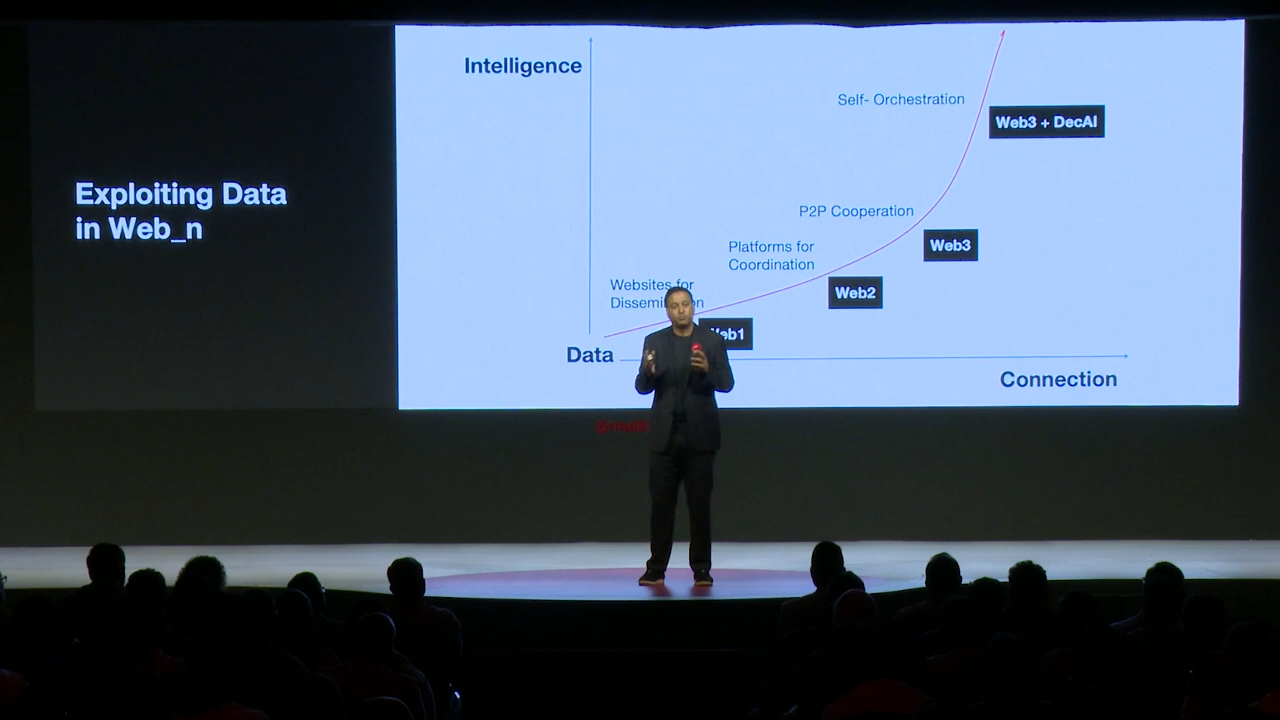 Exploiting Data
in Web_n
Intelligence
Self- Orchestration
Web3 + DecAI
P2P Cooperation
Web3
Platforms for
Coordination
Web2
Websites for
Data
Connection